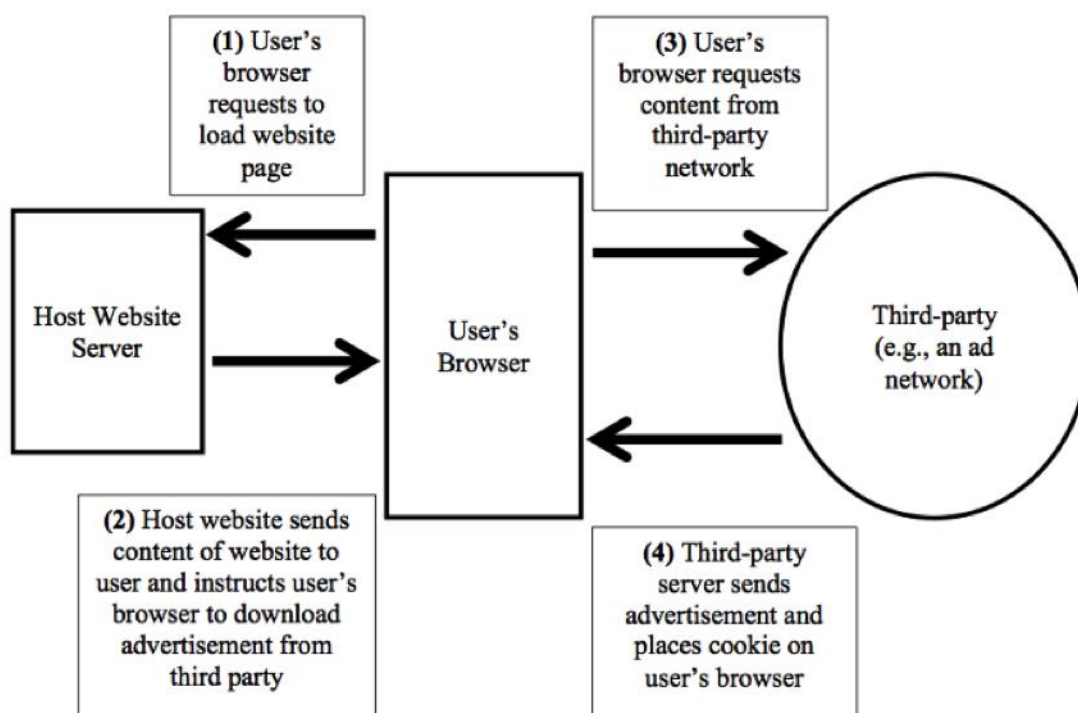 (1) User's
browser
requests to
load website
page
(3) User's
browser requests
content from
third-party
network
Host Website
Server
User's
Browser
Third-party
(e.g., an ad
network)
(2) Host website sends
content of website to
user and instructs user's
browser to download
advertisement from
third party
(4) Third-party
server sends
advertisement and
places cookie on
user's browser